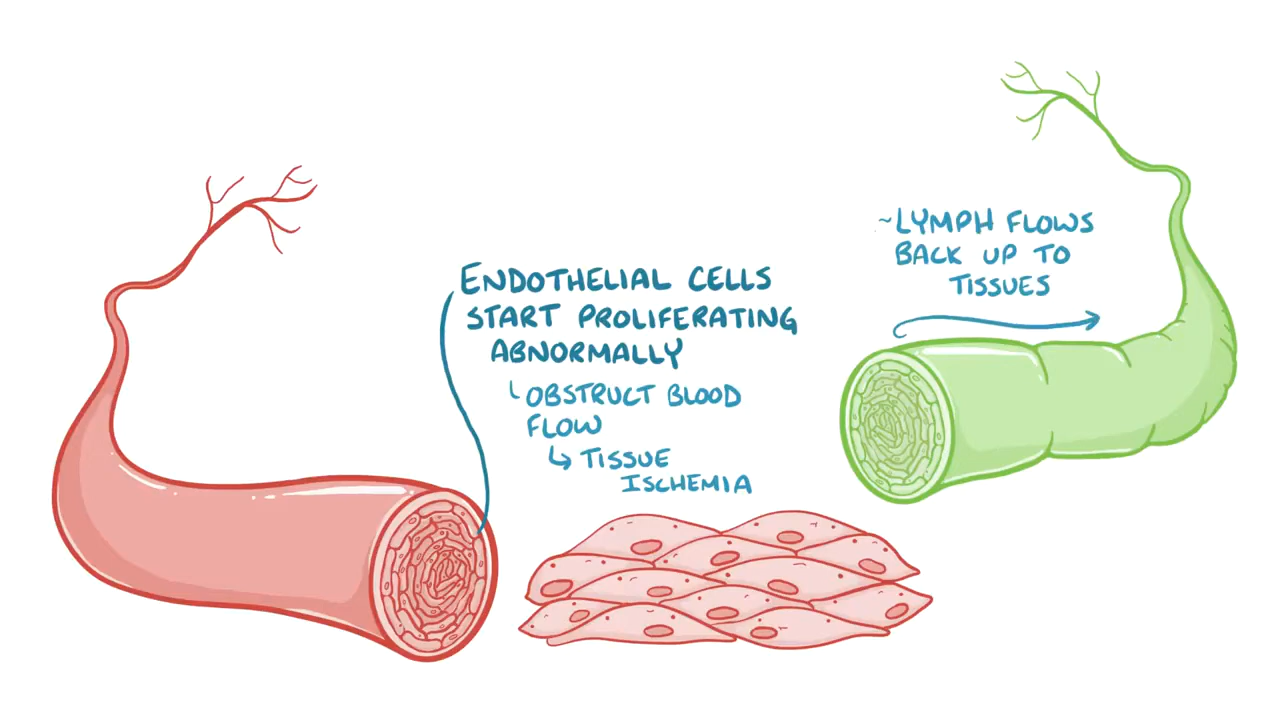 ENDOTHELIAL CELLS
START PROLIFERATING
ABNORMALLY
OBSTRUCT BLOOD
FLOW
↳ TISSUE
ISCHEMIA
~LYMPH FLOWS
BACK UP TO
TISSUES